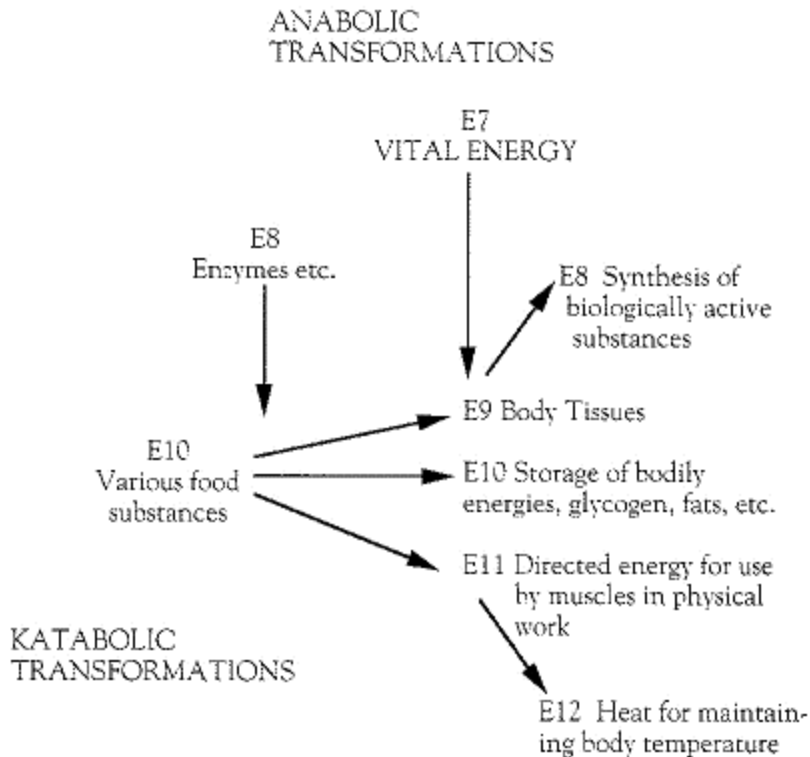 ANABOLIC
TRANSFORMATIONS
E7
VITAL ENERGY
E8
Enzymes etc.
E8 Synthesis of
biologically active
substances
E9 Body Tissues
E10
Various food
substances
E10 Storage of bodily
energies, glycogen, fats, etc.
E11 Directed energy for use
by muscles in physical
work
KATABOLIC
TRANSFORMATIONS
E12 Heat for maintain-
ing body temperature